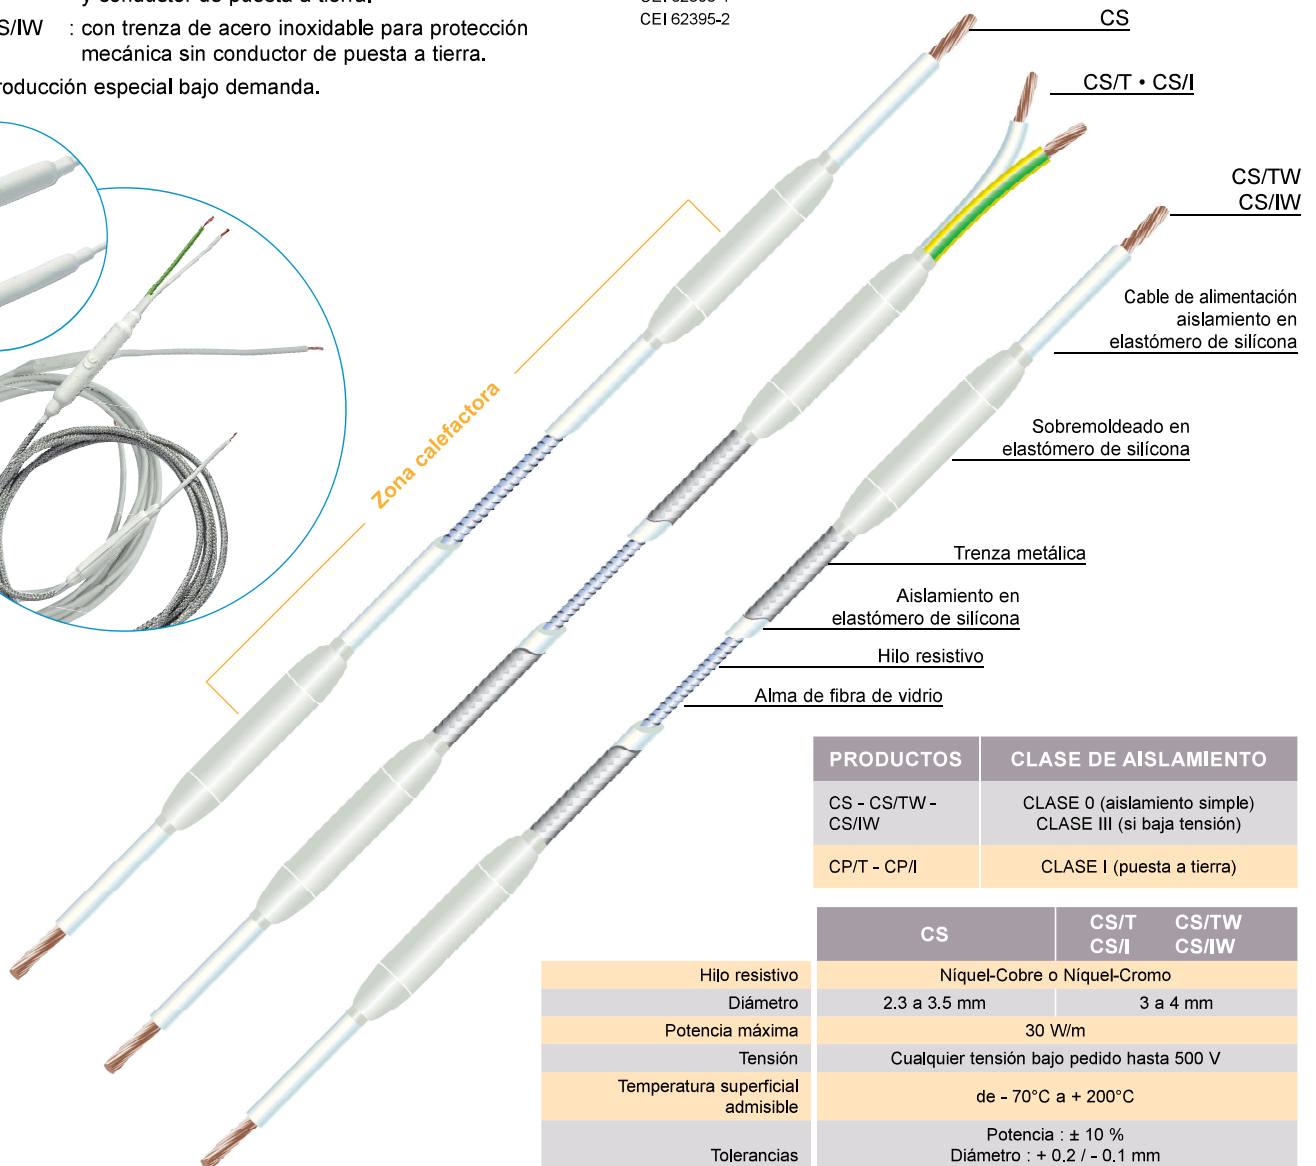 y conductor de puesta a tierra.
S/IW : con trenza de acero inoxidable para protección
mecánica sin conductor de puesta a tierra.
roducción especial bajo demanda.
CEI 62395-2
CS
CS/T • CS/I
CS/TW
CS/IW
Cable de alimentación
aislamiento en
elastómero de silícona
Sobremoldeado en
elastómero de silícona
Zona calefactora
Trenza metálica
Aislamiento en
elastómero de silícona
Hilo resistivo
Alma de fibra de vidrio
PRODUCTOS CLASE DE AISLAMIENTO
CS - CS/TW -
CS/IW
CLASE 0 (aislamiento simple)
CLASE III (si baja tensión)
CP/T - CP/I CLASE I (puesta a tierra)
CS
CS/T CS/TW
CS/I CS/IW
Hilo resistivo Níquel-Cobre o Níquel-Cromo
Diámetro 2.3 a 3.5 mm 3 a 4 mm
Potencia máxima 30 W/m
Tensión Cualquier tensión bajo pedido hasta 500 V
Temperatura superficial
admisible
de - 70°C a + 200°C
Tolerancias
Potencia : ± 10 %
Diámetro : + 0.2 / - 0.1 mm